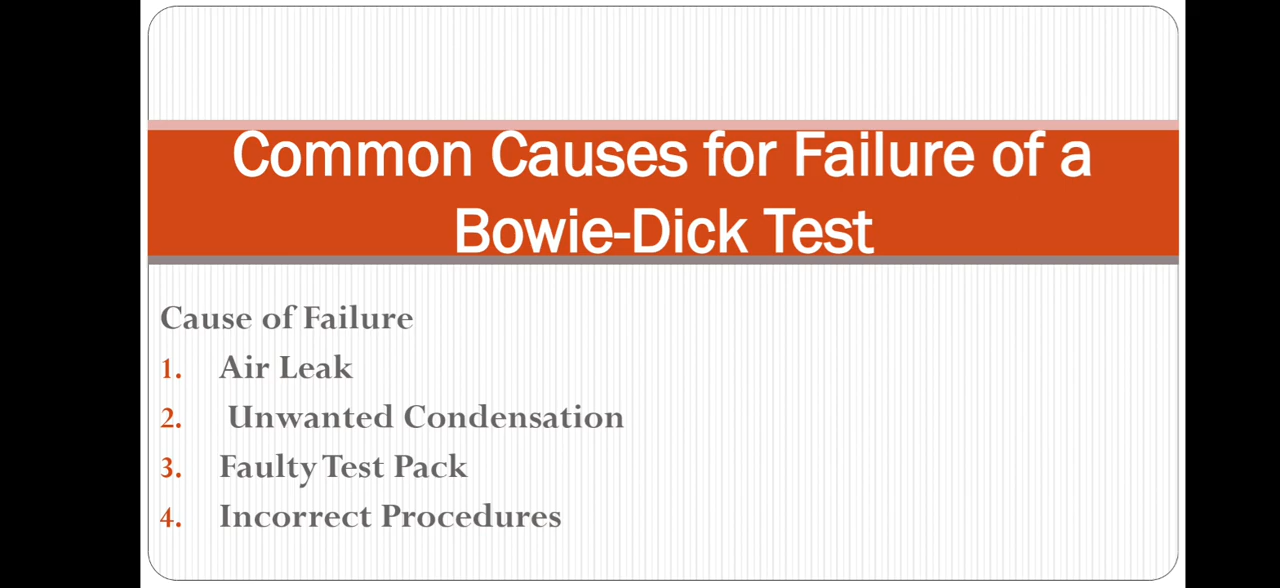 Common Causes for Failure of a
Bowie-Dick Test
Cause of Failure
1. Air Leak
2. Unwanted Condensation
3. Faulty Test Pack
4. Incorrect Procedures